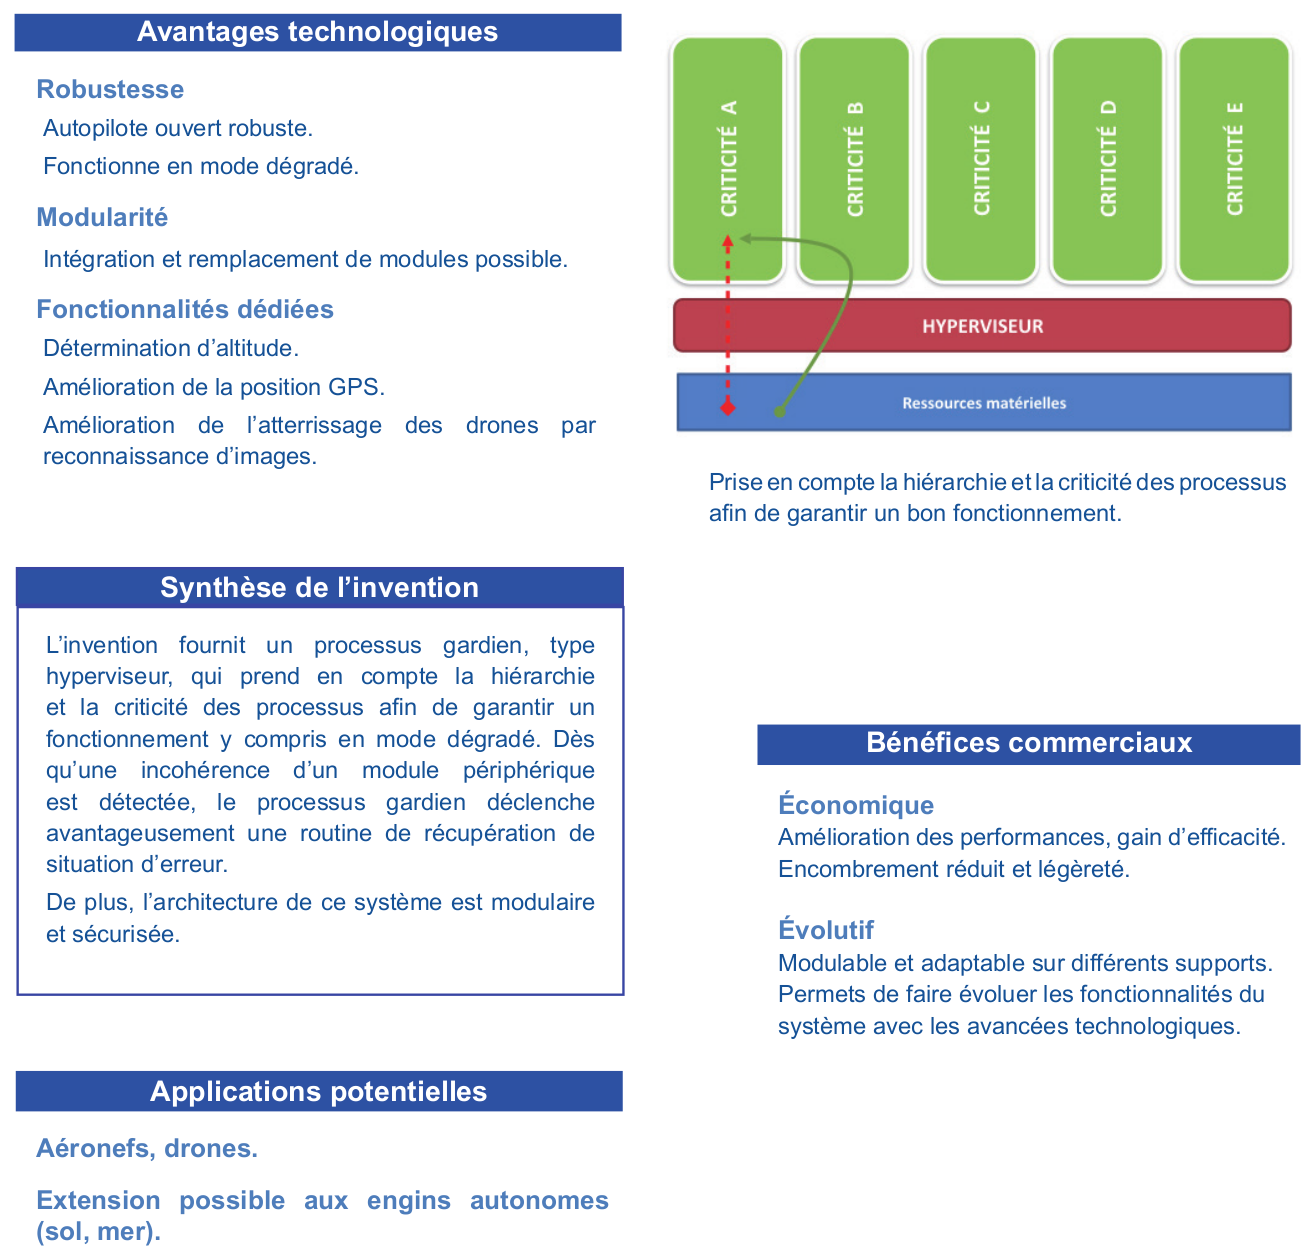 Avantages technologiques
Robustesse
Autopilote ouvert robuste.
Fonctionne en mode dégradé.
Modularité
Intégration et remplacement de modules possible.
Fonctionnalités dédiées
Détermination d’altitude.
Amélioration de la position GPS.
Amélioration de l’atterrissage des drones par
reconnaissance d’images.
CRITICITÉ A
CRITICITÉ B
CRITICITÉ C
CRITICITÉ D
CRITICITÉ E
HYPERVISEUR
Ressources matérielles
Prise en compte la hiérarchie et la criticité des processus
afin de garantir un bon fonctionnement.
Synthèse de l’invention
L’invention fournit un processus gardien, type
hyperviseur, qui prend en compte la hiérarchie
et la criticité des processus afin de garantir un
fonctionnement y compris en mode dégradé. Dès
qu’une incohérence d’un module périphérique
est détectée, le processus gardien déclenche
avantageusement une routine de récupération de
situation d’erreur.
De plus, l’architecture de ce système est modulaire
et sécurisée.
Bénéfices commerciaux
Économique
Amélioration des performances, gain d’efficacité.
Encombrement réduit et légèreté.
Évolutif
Modulable et adaptable sur différents supports.
Permets de faire évoluer les fonctionnalités du
système avec les avancées technologiques.
Applications potentielles
Aéronefs, drones.
Extension possible aux engins autonomes
(sol, mer).